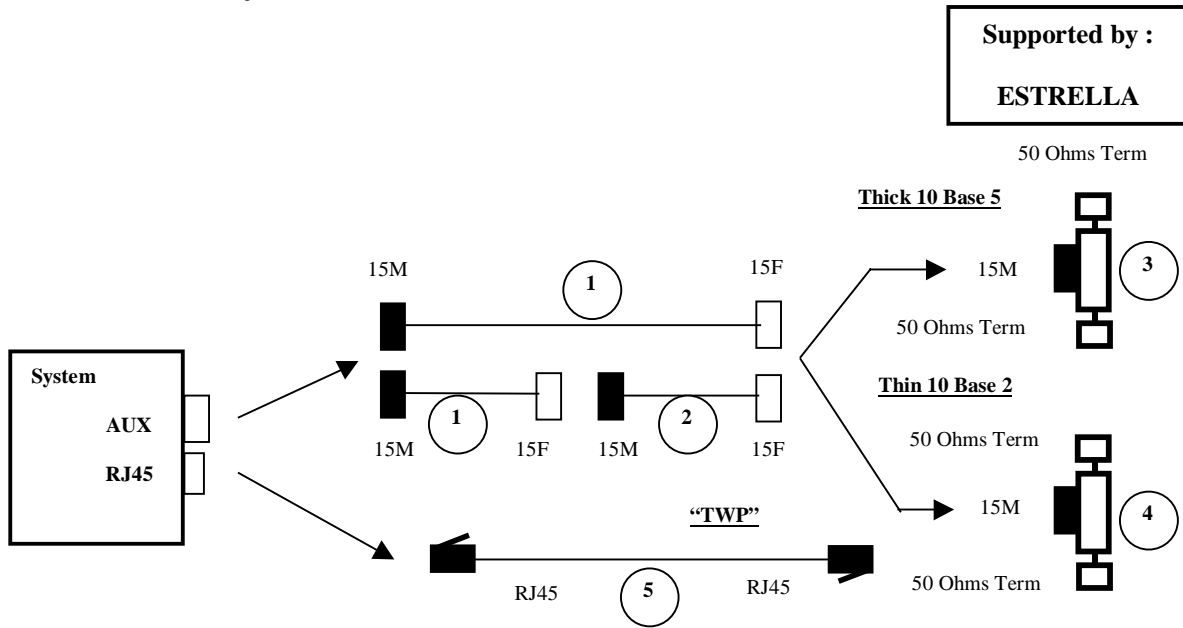 Supported by :
ESTRELLA
50 Ohms Term
Thick 10 Base 5
15M
1
15F
15M
3
50 Ohms Term
System
AUX
RJ45
Thin 10 Base 2
1
2
15M
15F
15M
15F
50 Ohms Term
15M
4
“TWP”
RJ45
5
RJ45
50 Ohms Term